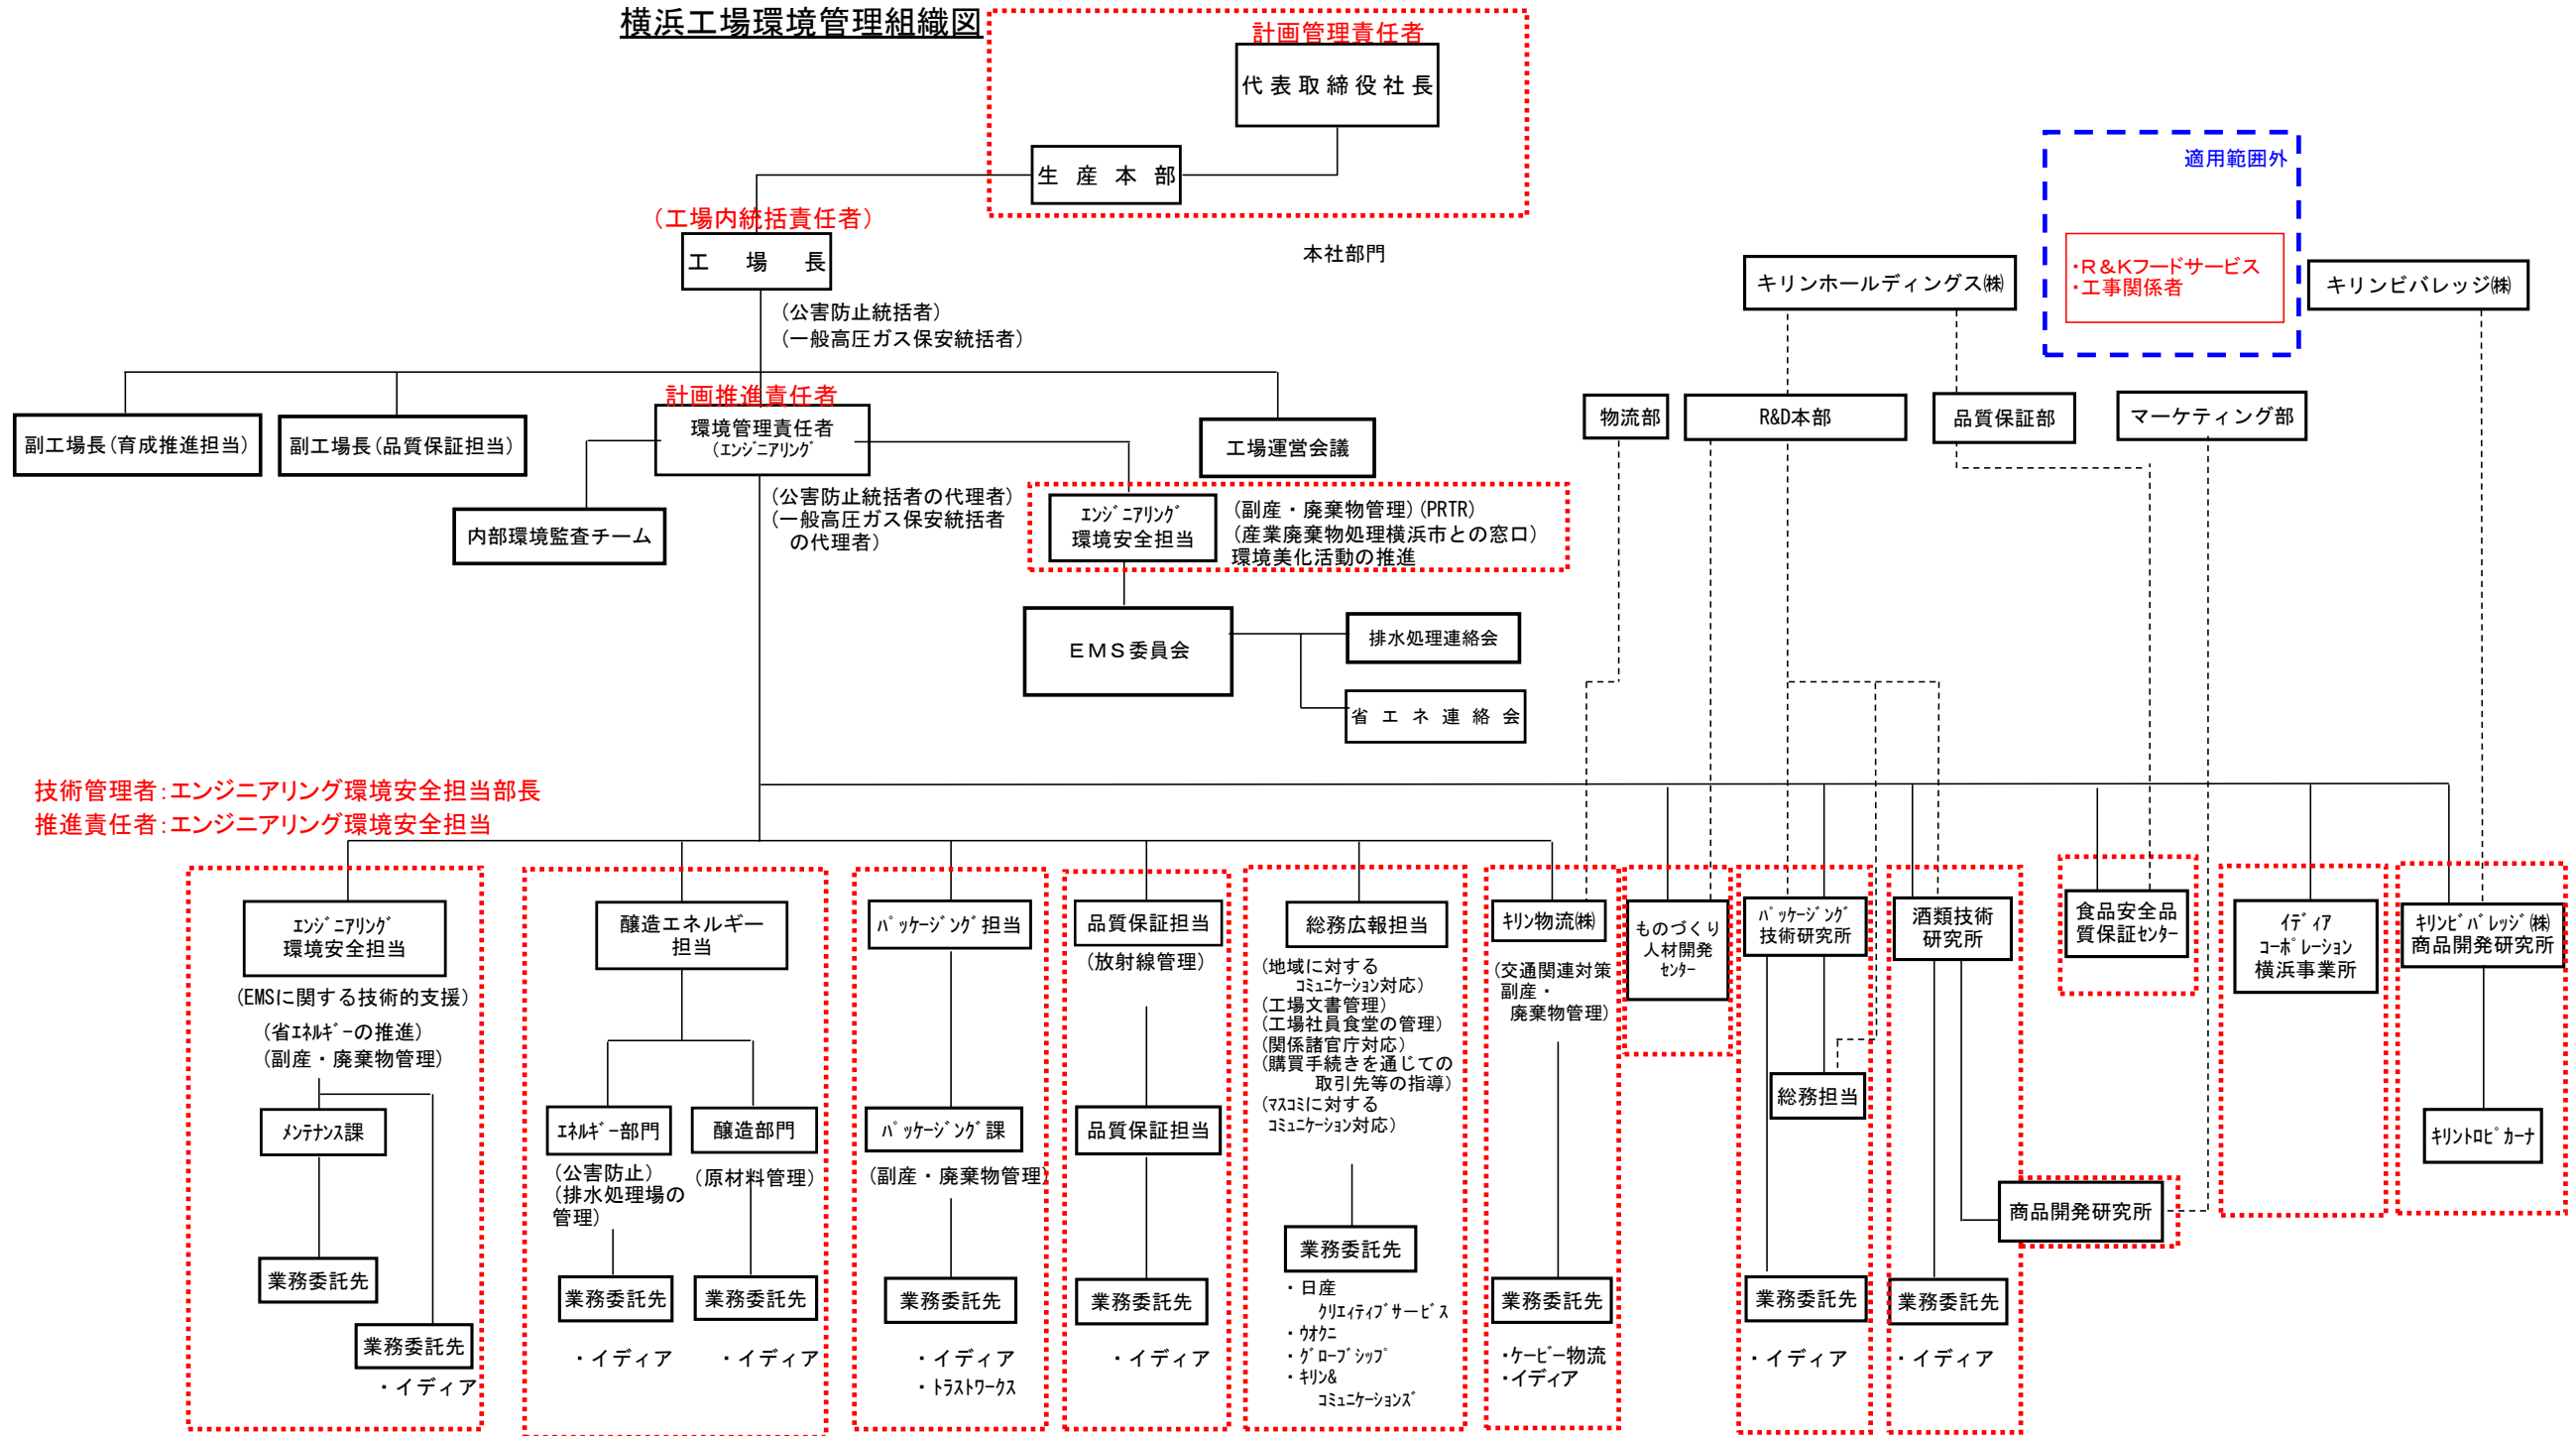 横浜工場環境管理組織図
計画管理責任者
代表取締役社長
生産本部
適用範囲外
(工場内統括責任者)
工場長
本社部門
キリンホールディングス㈱
・R&Kフードサービス
・工事関係者
キリンビバレッジ㈱
(公害防止統括者)
(一般高圧ガス保安統括者)
計画推進責任者
副工場長(育成推進担当)
副工場長(品質保証担当)
環境管理責任者
(ｴﾝｼﾞﾆｱﾘﾝｸﾞ
工場運営会議
物流部
R&D本部
品質保証部
マーケティング部
内部環境監査チーム
(公害防止統括者の代理者)
(一般高圧ガス保安統括者
の代理者)
ｴﾝｼﾞﾆｱﾘﾝｸﾞ
環境安全担当
(副産・廃棄物管理)(PRTR)
(産業廃棄物処理横浜市との窓口)
環境美化活動の推進
EMS委員会
排水処理連絡会
省エネ連絡会
技術管理者:エンジニアリング環境安全担当部長
推進責任者:エンジニアリング環境安全担当
ｴﾝｼﾞﾆｱﾘﾝｸﾞ
環境安全担当
(EMSに関する技術的支援)
(省ｴﾈﾙｷﾞｰの推進)
(副産・廃棄物管理)
ﾒﾝﾃﾅﾝｽ課
業務委託先
業務委託先
・イディア
醸造エネルギー
担当
ｴﾈﾙｷﾞｰ部門
(公害防止)
(排水処理場の
管理)
業務委託先
・イディア
醸造部門
(原材料管理)
業務委託先
・イディア
ﾊﾟｯｹｰｼﾞﾝｸﾞ担当
ﾊﾟｯｹｰｼﾞﾝｸﾞ課
(副産・廃棄物管理)
業務委託先
・イディア
・ﾄﾗｽﾄﾜｰｸｽ
品質保証担当
(放射線管理)
品質保証担当
業務委託先
・イディア
総務広報担当
(地域に対する
ｺﾐｭﾆｹｰｼｮﾝ対応)
(工場文書管理)
(工場社員食堂の管理)
(関係諸官庁対応)
(購買手続きを通じての
取引先等の指導)
(ﾏｽｺﾐに対する
ｺﾐｭﾆｹｰｼｮﾝ対応)
業務委託先
・日産
ｸﾘｴｨﾃｨﾌﾞｻｰﾋﾞｽ
・ｳｵｸﾆ
・ｸﾞﾛｰﾌﾞｼｯﾌﾟ
・ｷﾘﾝ&
ｺﾐｭﾆｹｰｼｮﾝｽﾞ
ｷﾘﾝ物流㈱
(交通関連対策
副産・
廃棄物管理)
業務委託先
・ｹｰﾋﾞｰ物流
・イディア
ものづくり
人材開発
ｾﾝﾀｰ
ﾊﾟｯｹｰｼﾞﾝｸﾞ
技術研究所
総務担当
業務委託先
・イディア
酒類技術
研究所
商品開発研究所
業務委託先
・イディア
食品安全品
質保証ｾﾝﾀｰ
ｲﾃﾞｨｱ
ｺｰﾎﾟﾚｰｼｮﾝ
横浜事業所
ｷﾘﾝﾋﾞﾊﾞﾚｯｼﾞ㈱
商品開発研究所
ｷﾘﾝﾄﾛﾋﾟｶｰﾅ